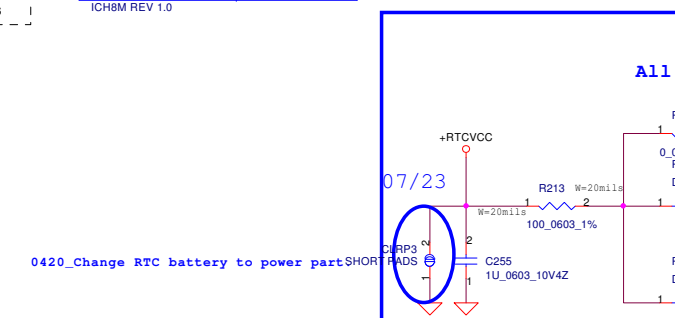 ICH8M REV 1.0
All
+RTCVCC
07/23
W=20mils
1
R213
2
W=20mils
100_0603_1%
1
1
1
0420_Change RTC battery to power part
CLRP3
SHORT PADS
2
1
C255
1U_0603_10V4Z
2
1